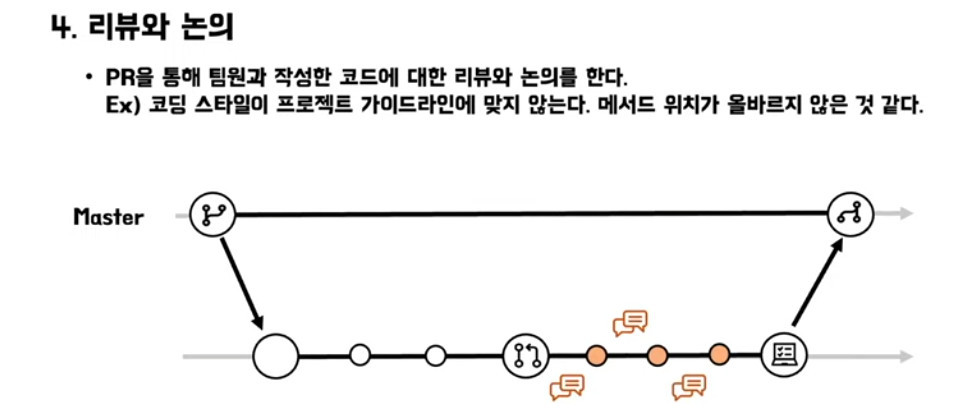 4. 리뷰와 논의
• PR을 통해 팀원과 작성한 코드에 대한 리뷰와 논의를 한다.
Ex) 코딩 스타일이 프로젝트 가이드라인에 맞지 않는다. 메서드 위치가 올바르지 않은 것 같다.
Master